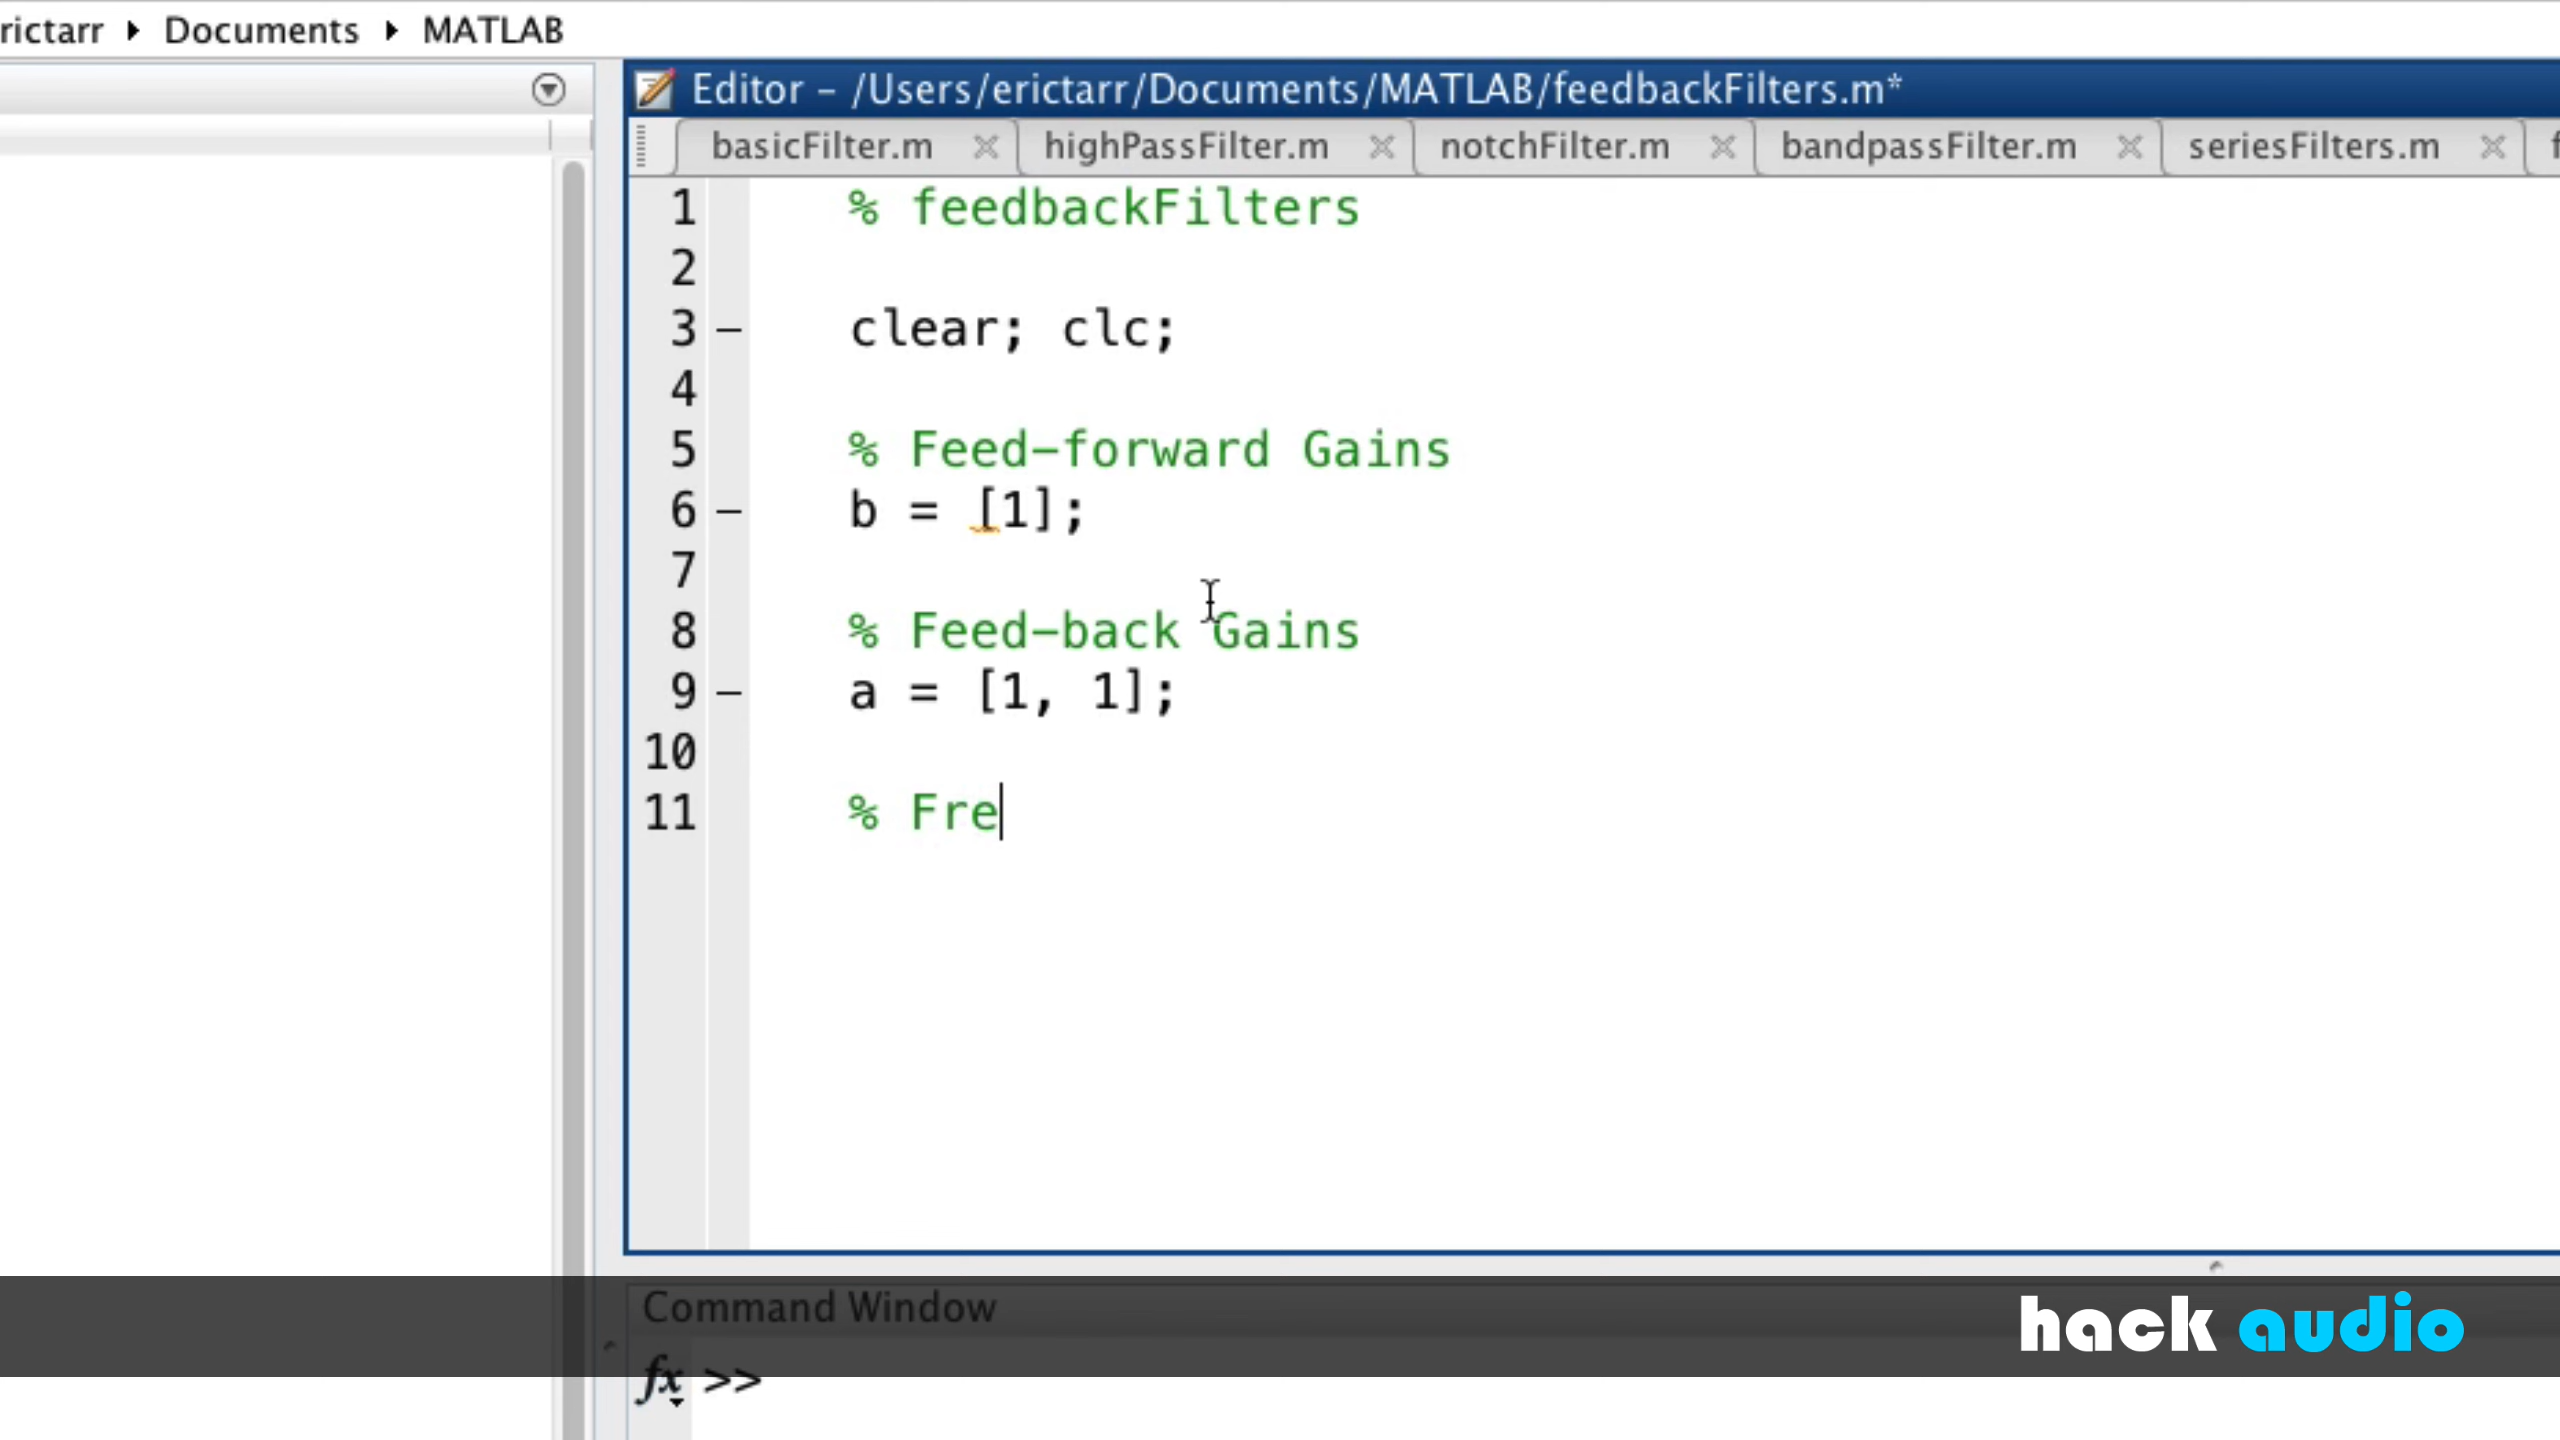 rictarr ▸ Documents ▸ MATLAB
Editor – /Users/erictarr/Documents/MATLAB/feedbackFilters.m*
basicFilter.m × highPassFilter.m × notchFilter.m × bandpassFilter.m × seriesFilters.m × f
1 % feedbackFilters
2
3 – clear; clc;
4
5 % Feed-forward Gains
6 – b = [1];
7
8 % Feed-back Gains
9 – a = [1, 1];
10
11 % Fre
Command Window
hack audio
fx >>